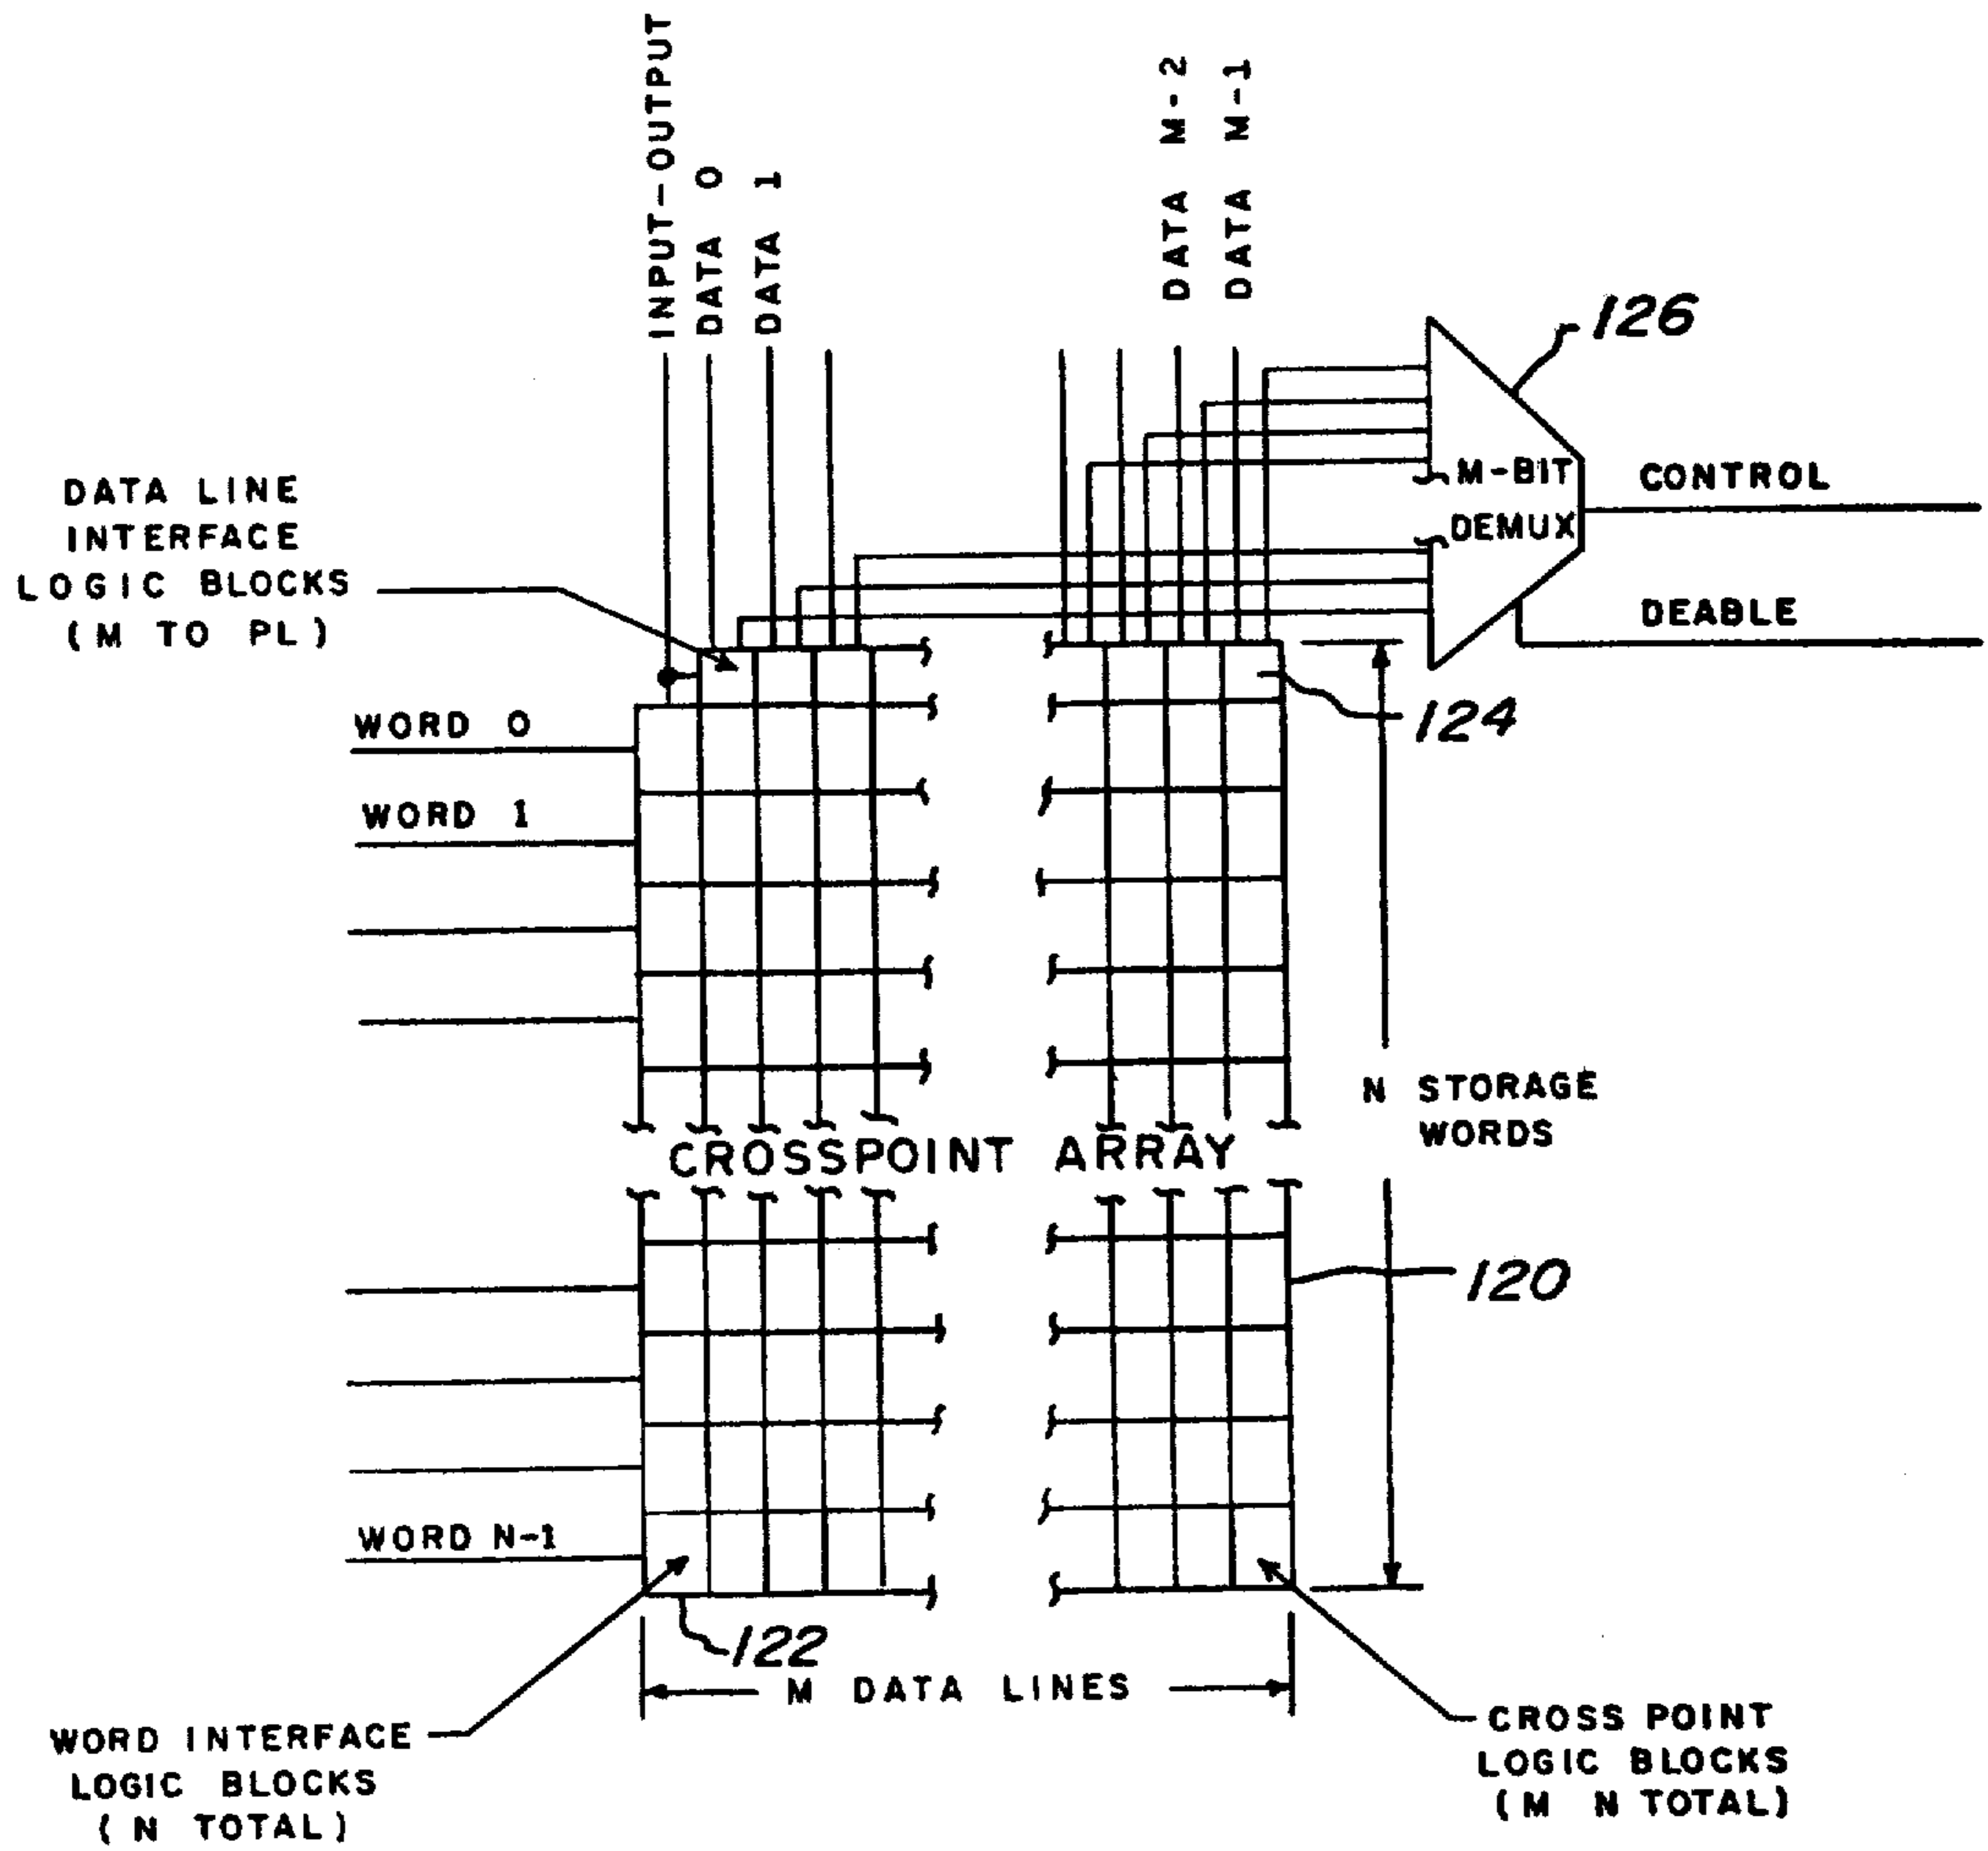 INPUT-OUTPUT
DATA 0
DATA 1
DATA M-2
DATA M-1
126
M-BIT
DEMUX
CONTROL
DEABLE
DATA LINE
INTERFACE
LOGIC BLOCKS
(M TO PL)
124
WORD 0
WORD 1
N STORAGE
WORDS
CROSSPOINT ARRAY
120
WORD N-1
122
M DATA LINES
WORD INTERFACE
LOGIC BLOCKS
(N TOTAL)
CROSS POINT
LOGIC BLOCKS
(M N TOTAL)